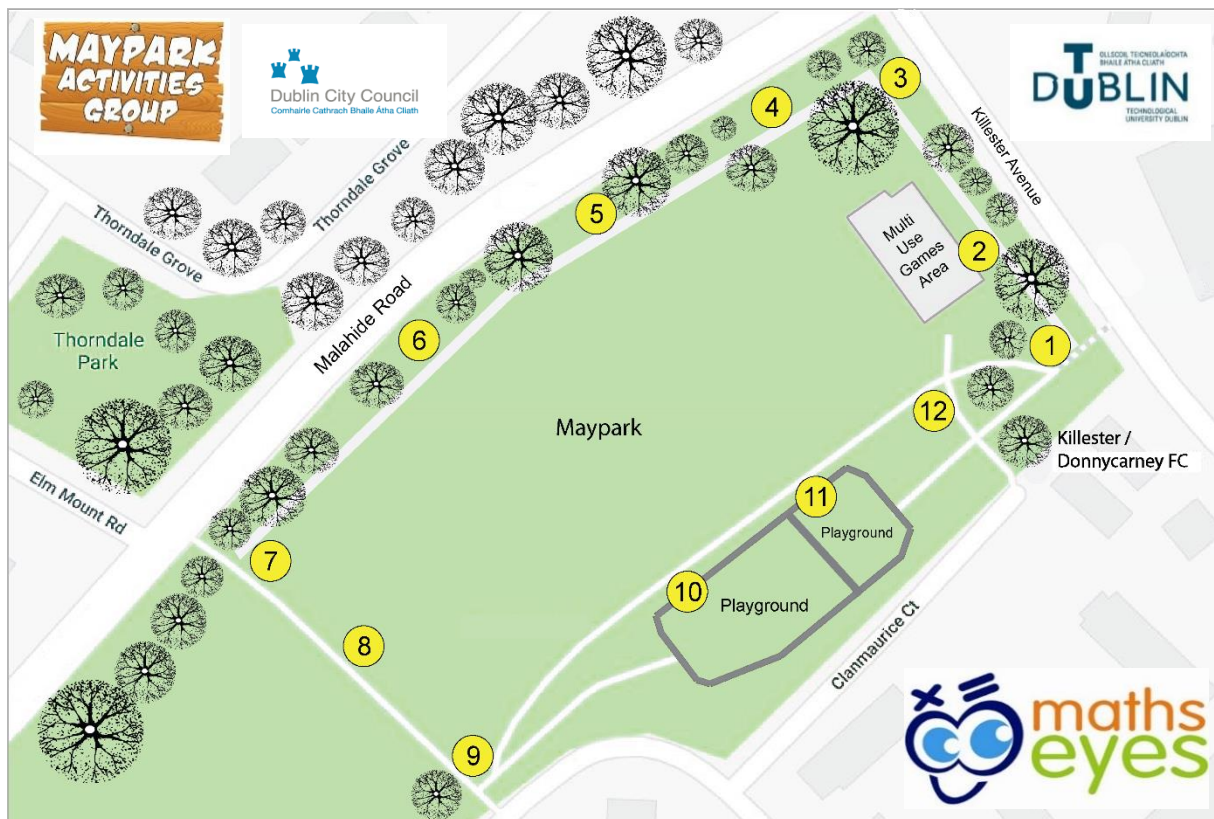 MAYPARK
ACTIVITIES
GROUP
Dublin City Council
Comhairle Cathrach Bhaile Átha Cliath
OLLSCOIL TEICNEOLAÍOCHTA
BHAILE ÁTHA CLIATH
TU DUBLIN
TECHNOLOGICAL
UNIVERSITY DUBLIN
3
4
Killester Avenue
Thorndale Grove
Thorndale Grove
5
Multi
Use
Games
Area
2
Malahide Road
6
Thorndale
Park
1
12
Maypark
Killester /
Donnycarney FC
Elm Mount Rd
11
Playground
7
10
Playground
8
Clanmaurice Ct
9
maths
eyes